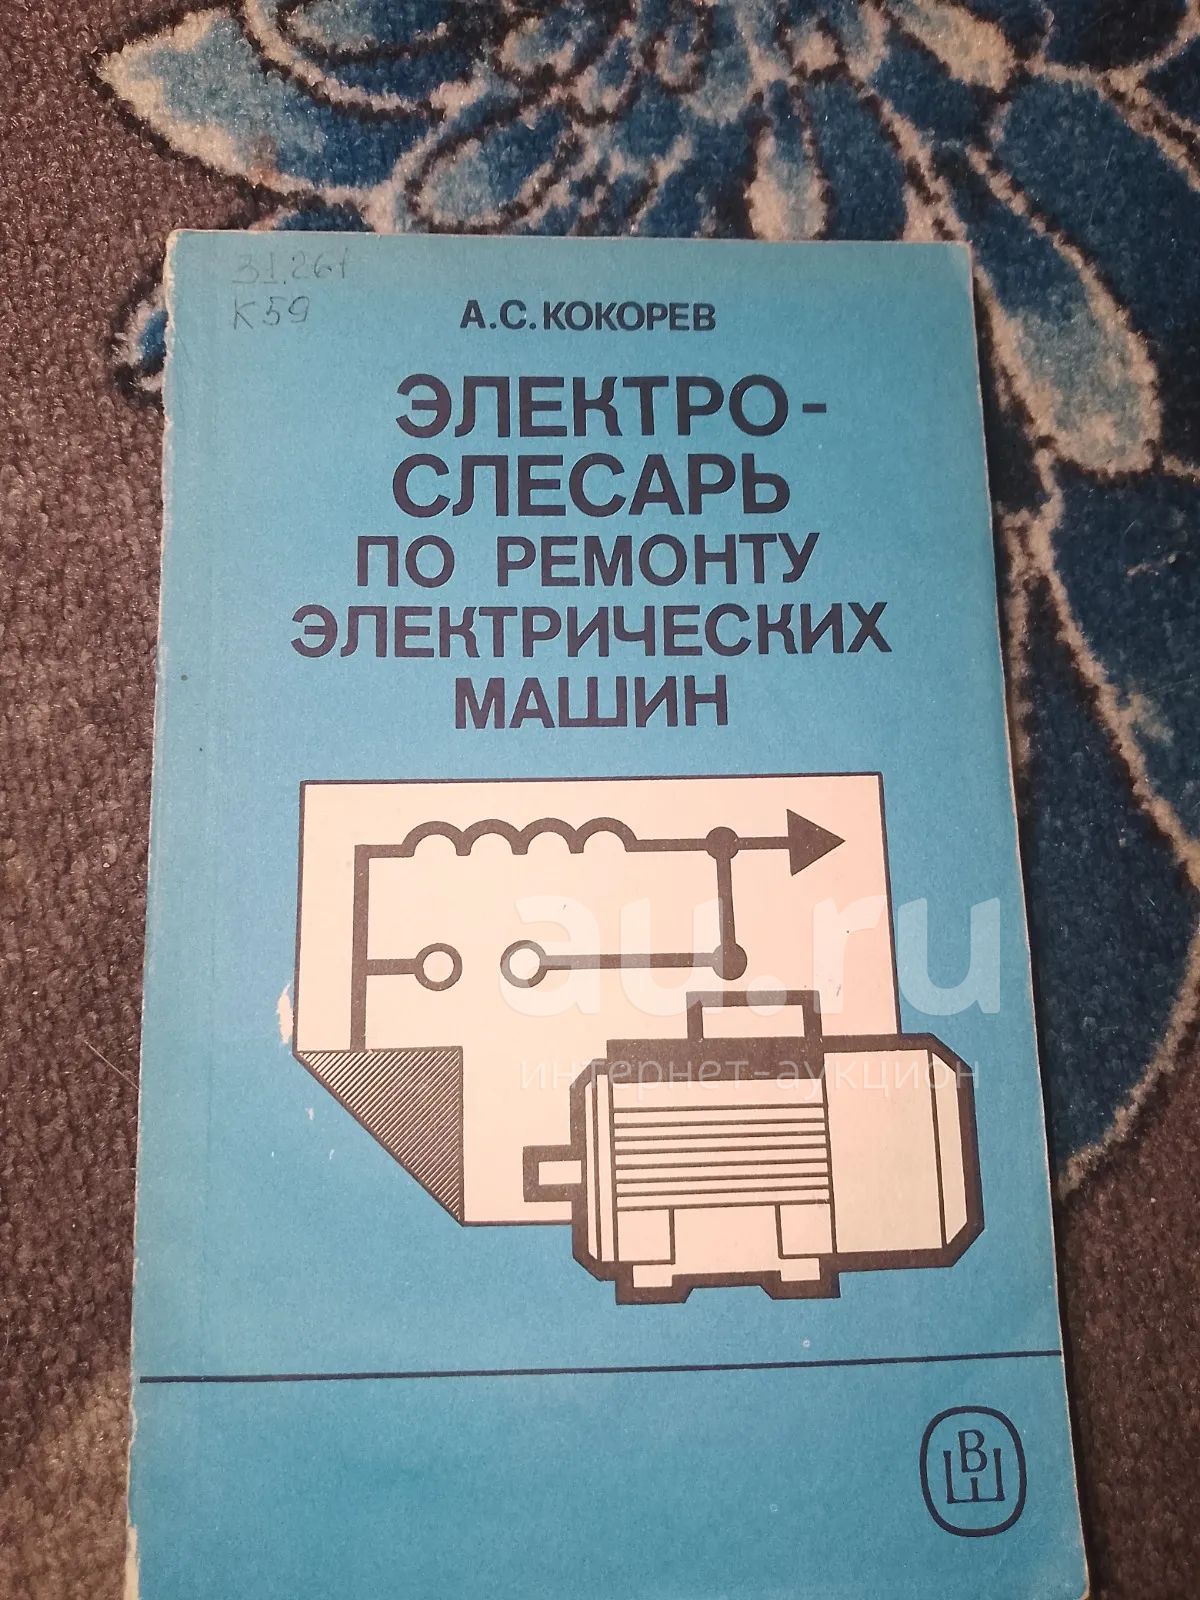 31.261
К59
А.С.КОКОРЕВ
ЭЛЕКТРО-
СЛЕСАРЬ
ПО РЕМОНТУ
ЭЛЕКТРИЧЕСКИХ
МАШИН
au.ru
интернет-аукцион
ВШ